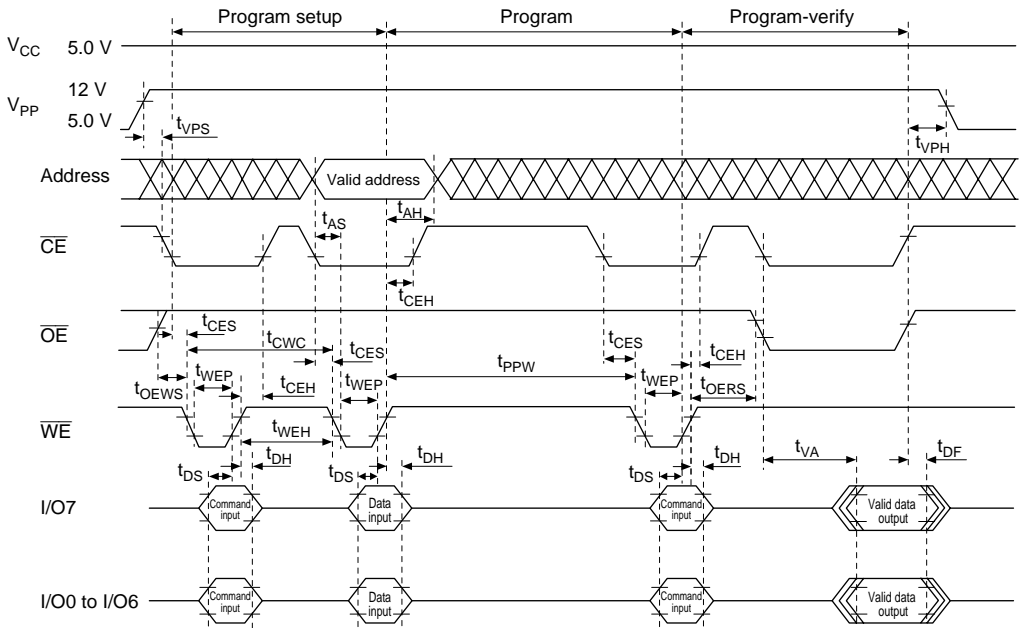 Program setup Program Program-verify
VCC 5.0 V
12 V
VPP
5.0 V
tVPS
tVPH
Address Valid address
tAH
tAS
CE
tCEH
OE
tCES
tCWC
tCES
tCES
tCEH
tPPW
tWEP
tOEWS
tCEH
tWEP
tWEP
tOERS
WE
tWEH
tDS
tDH
tDS
tDH
tDS
tDH
tVA
tDF
I/O7
Command input
Data input
Command input
Valid data output
I/O0 to I/O6
Command input
Data input
Command input
Valid data output